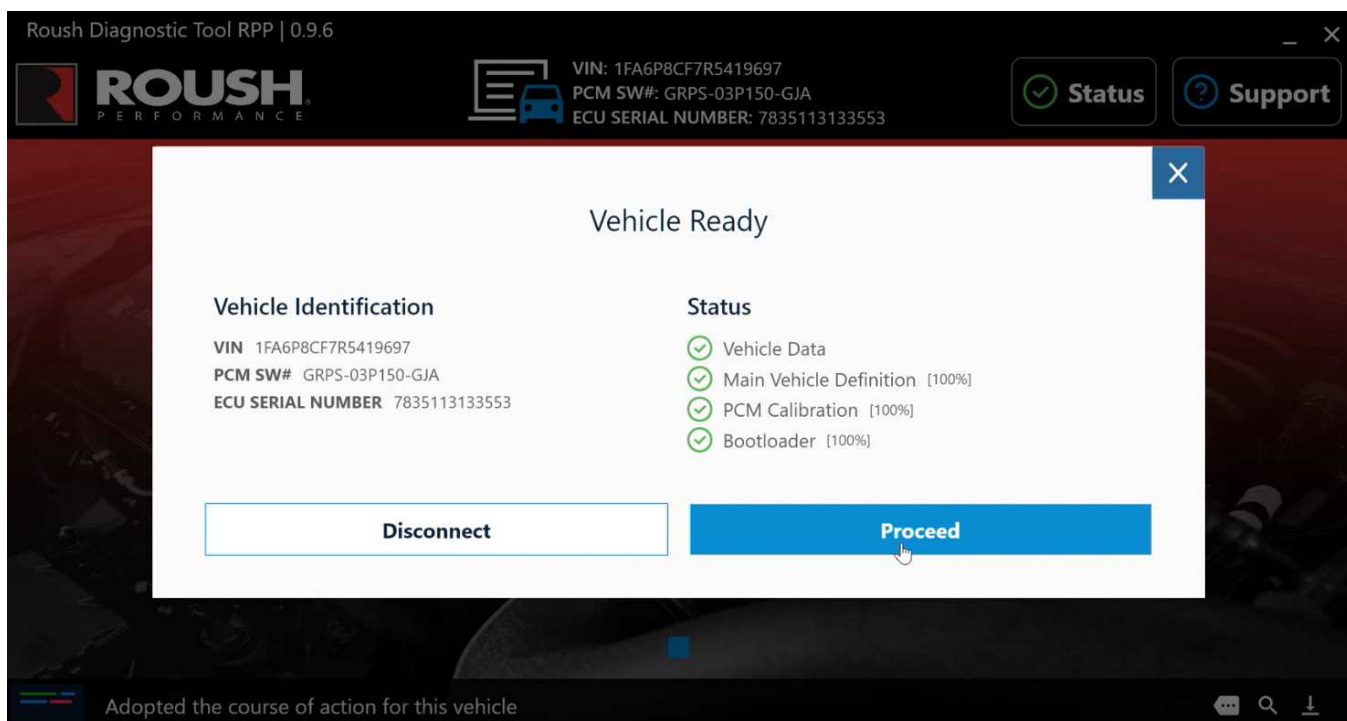 Roush Diagnostic Tool RPP | 0.9.6
ROUSH
PERFORMANCE
VIN: 1FA6P8CF7R5419697
PCM SW#: GRPS-03P150-GJA
ECU SERIAL NUMBER: 7835113133553
Status
Support
Vehicle Ready
Vehicle Identification
VIN 1FA6P8CF7R5419697
PCM SW# GRPS-03P150-GJA
ECU SERIAL NUMBER 7835113133553
Status
Vehicle Data
Main Vehicle Definition [100%]
PCM Calibration [100%]
Bootloader [100%]
Disconnect
Proceed
Adopted the course of action for this vehicle